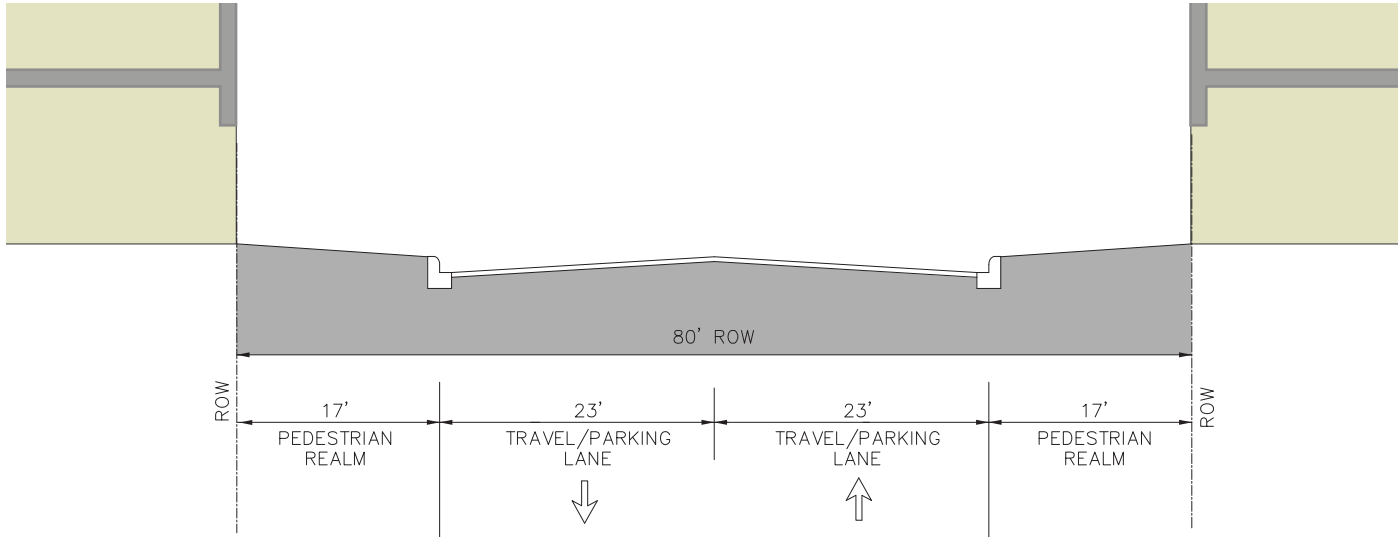 80' ROW
ROW
ROW
17'
23'
23'
17'
PEDESTRIAN
REALM
TRAVEL/PARKING
LANE
TRAVEL/PARKING
LANE
PEDESTRIAN
REALM